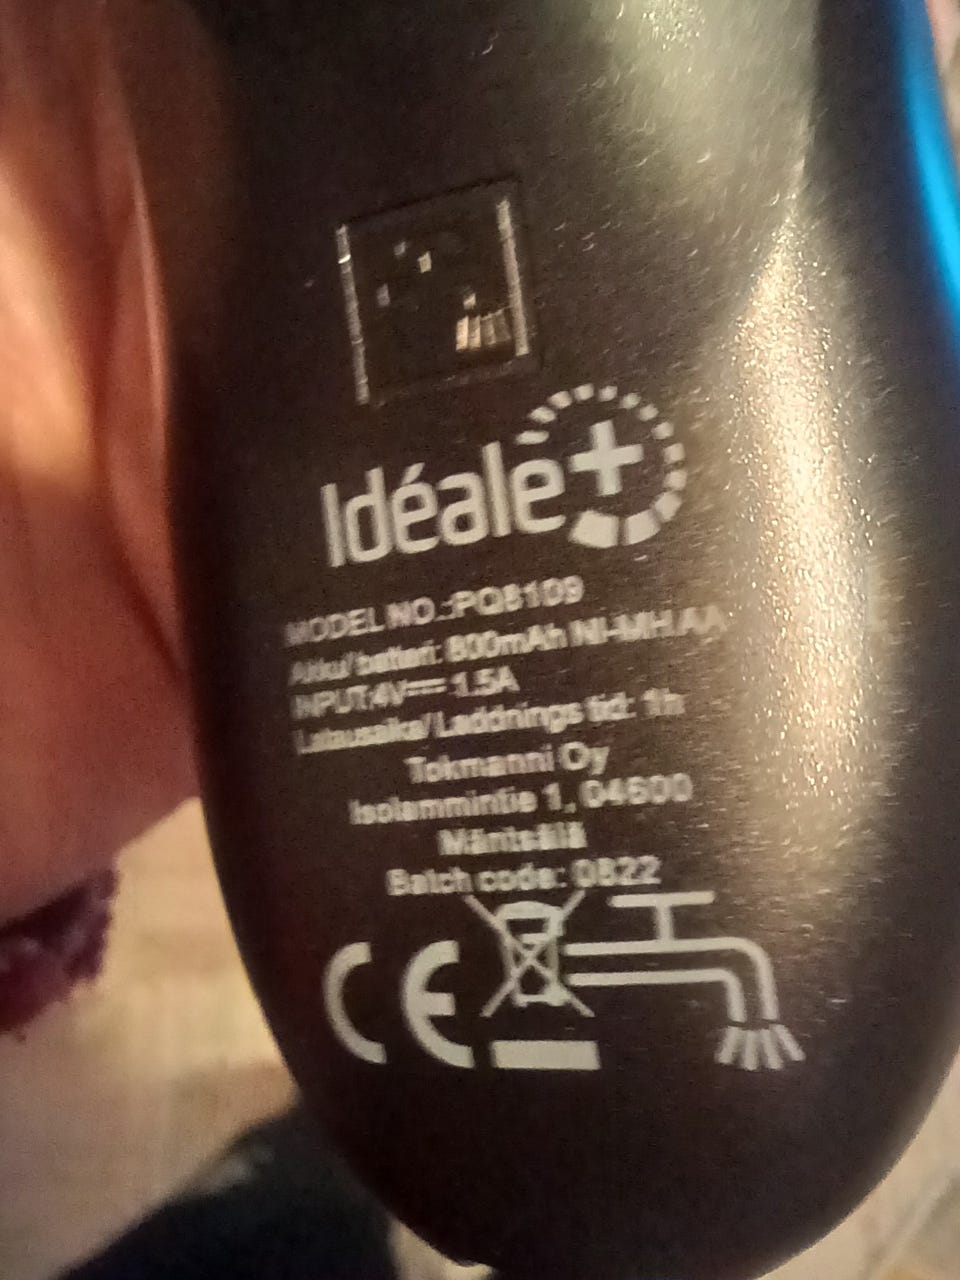 Idéale+
MODEL NO.:PQ8109
Akku/batteri: 800mAh NI-MH AA
INPUT:4V⎓1.5A
Latausaika/Laddnings tid: 1h
Tokmanni Oy
Isolammintie 1, 04600
Mäntsälä
Batch code: 0822
CE